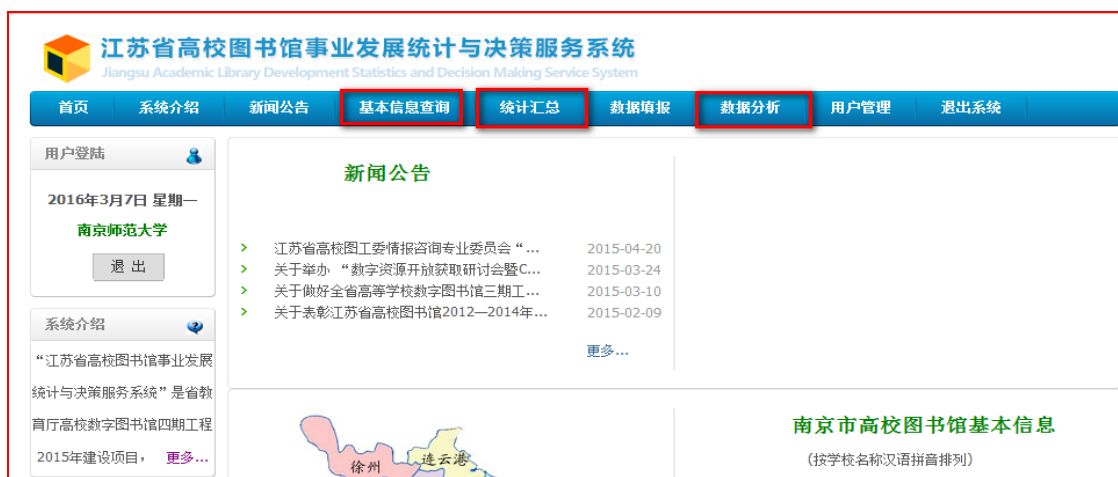 江苏省高校图书馆事业发展统计与决策服务系统
Jiangsu Academic Library Development Statistics and Decision Making Service System
首页 系统介绍 新闻公告 基本信息查询 统计汇总 数据填报 数据分析 用户管理 退出系统
用户登陆
2016年3月7日 星期一
南京师范大学
退 出
新闻公告
江苏省高校图工委情报咨询专业委员会“... 2015-04-20
关于举办 “数字资源开放获取研讨会暨C... 2015-03-24
关于做好全省高等学校数字图书馆三期工... 2015-03-10
关于表彰江苏省高校图书馆2012—2014年... 2015-02-09
更多...
系统介绍
“江苏省高校图书馆事业发展
统计与决策服务系统”是省教
育厅高校数字图书馆四期工程
2015年建设项目， 更多...
徐州 连云港
南京市高校图书馆基本信息
(按学校名称汉语拼音排列)